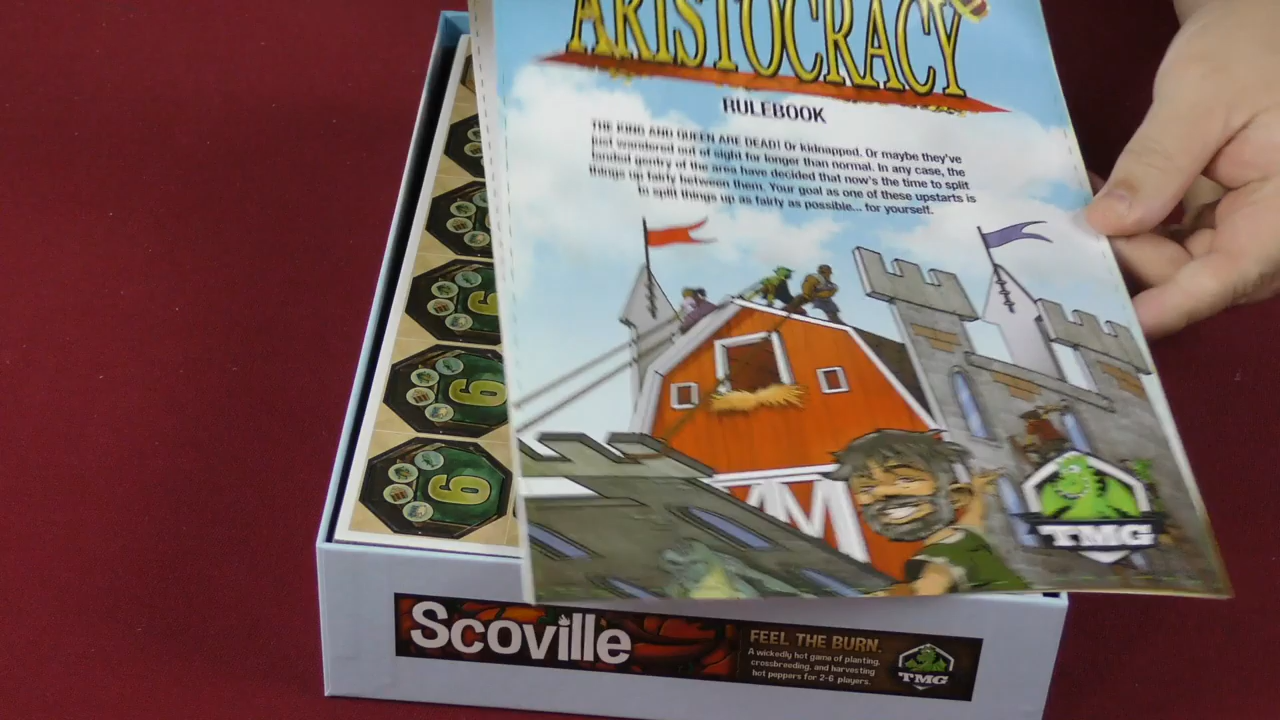 ARISTOCRACY
RULEBOOK
THE KING AND QUEEN ARE DEAD! Or kidnapped. Or maybe they've
just wandered out of sight for longer than normal. In any case, the
landed gentry of the area have decided that now's the time to split
things up fairly between them. Your goal as one of these upstarts is
to split things up as fairly as possible... for yourself.
6
6
6
TMG
Scoville
FEEL THE BURN.
A wickedly hot game of planting,
crossbreeding, and harvesting
hot peppers for 2-6 players.
TMG